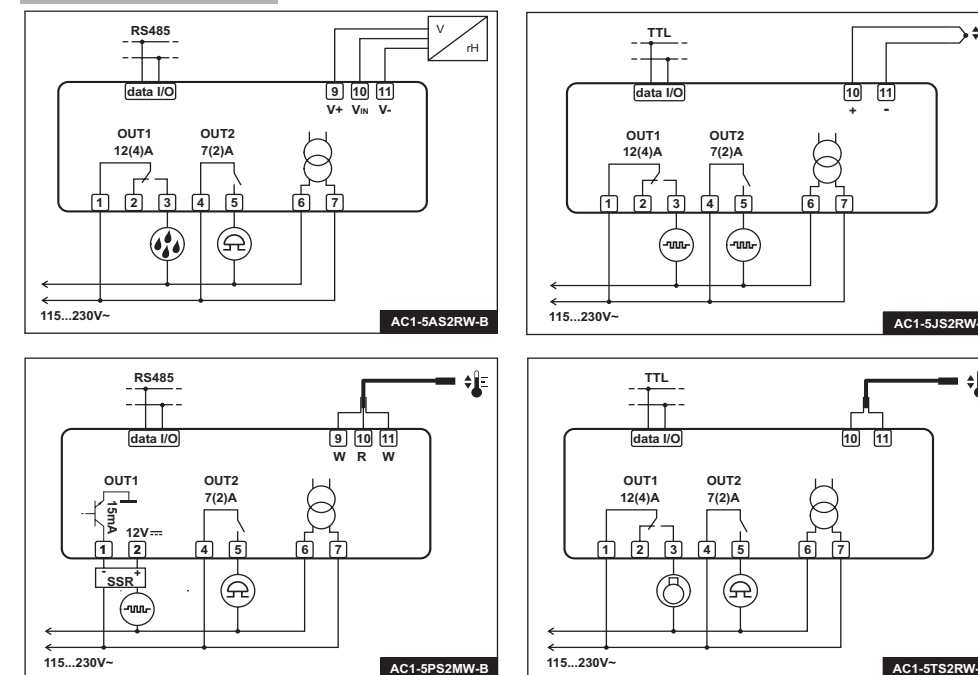 RS485
V
rH
data I/O
9 10 11
V+ VIN V-
OUT1 OUT2
12(4)A 7(2)A
1 2 3 4 5 6 7
115...230V~
AC1-5AS2RW-B
TTL
data I/O
10 11
+ -
OUT1 OUT2
12(4)A 7(2)A
1 2 3 4 5 6 7
115...230V~
AC1-5JS2RW-
RS485
data I/O
9 10 11
W R W
OUT1 OUT2
15mA
7(2)A
12V
1 2 4 5 6 7
- +
SSR
115...230V~
AC1-5PS2MW-B
TTL
data I/O
10 11
OUT1 OUT2
12(4)A 7(2)A
1 2 3 4 5 6 7
115...230V~
AC1-5TS2RW-